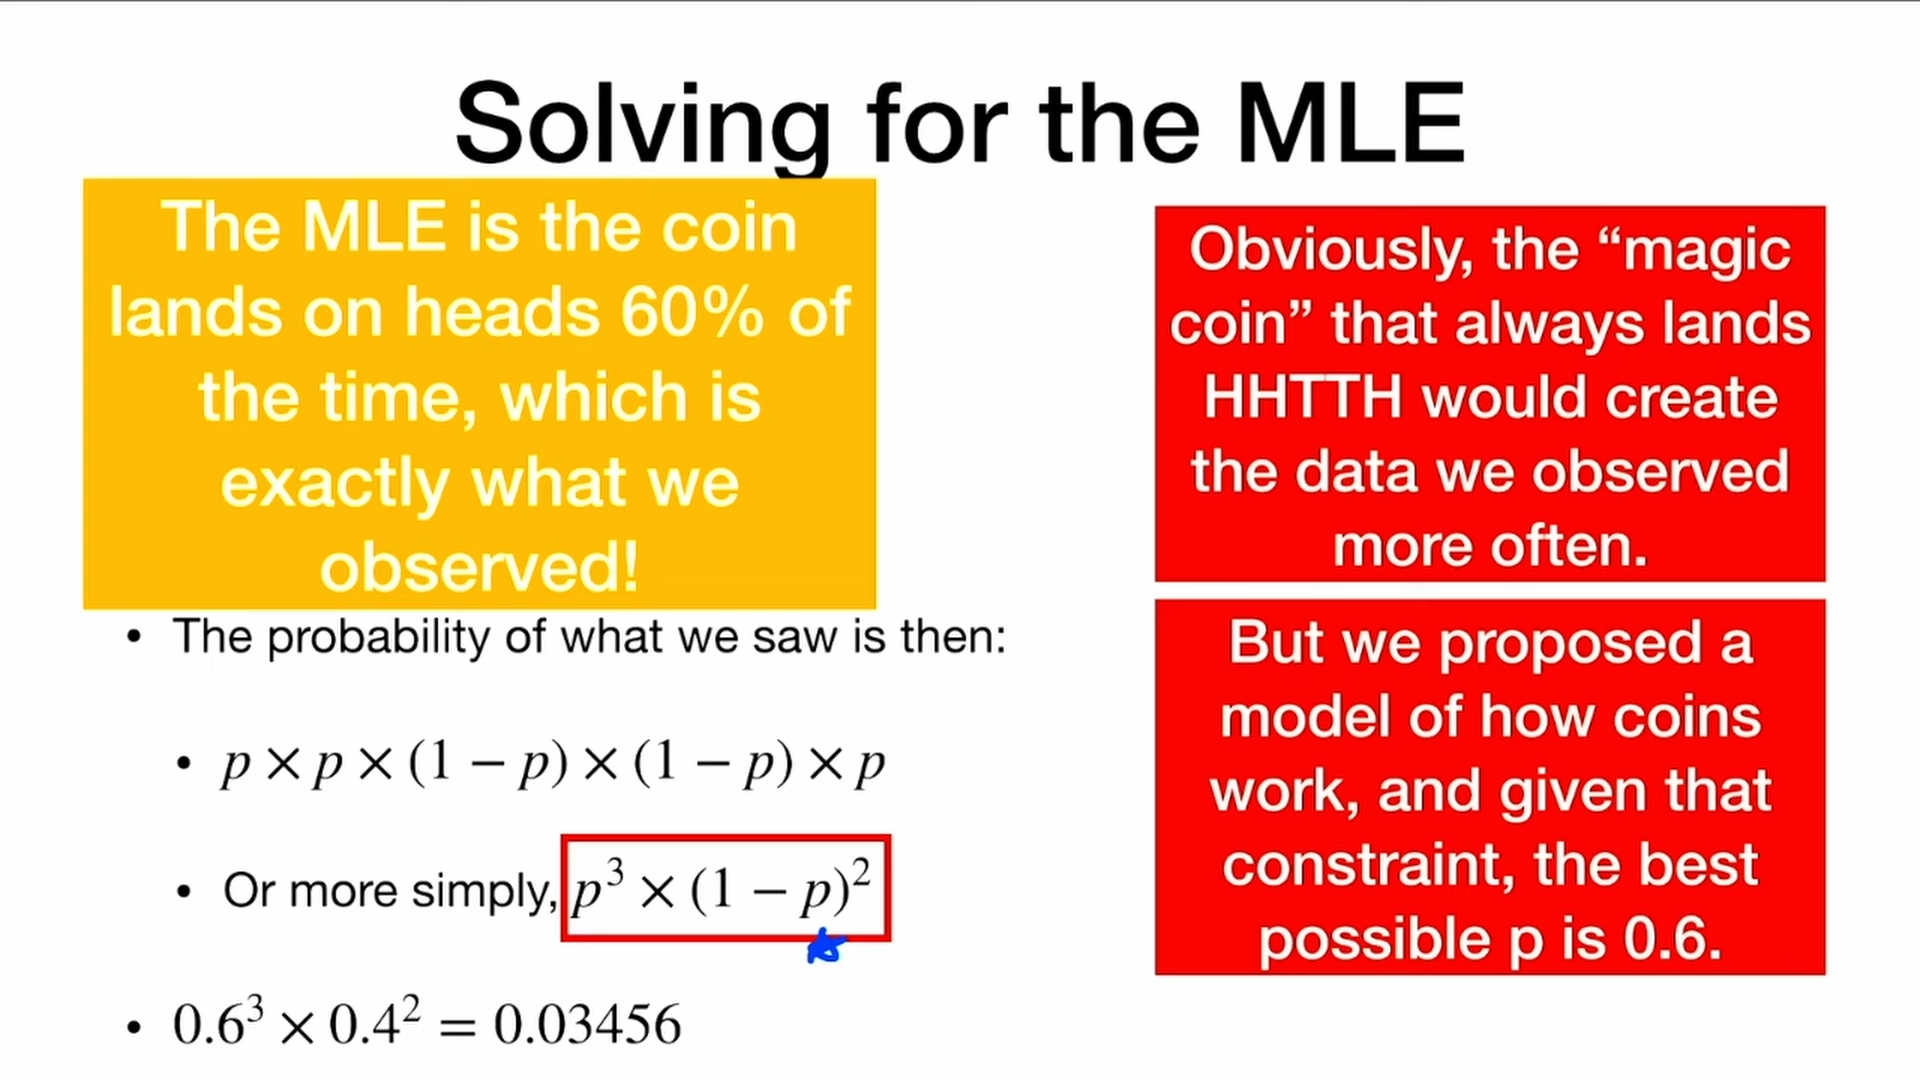 Solving for the MLE
The MLE is the coin
lands on heads 60% of
the time, which is
exactly what we
observed!
Obviously, the “magic
coin” that always lands
HHTTH would create
the data we observed
more often.
But we proposed a
model of how coins
work, and given that
constraint, the best
possible p is 0.6.
• The probability of what we saw is then:
• p × p × (1 − p) × (1 − p) × p
• Or more simply, p³ × (1 − p)²
• 0.6³ × 0.4² = 0.03456